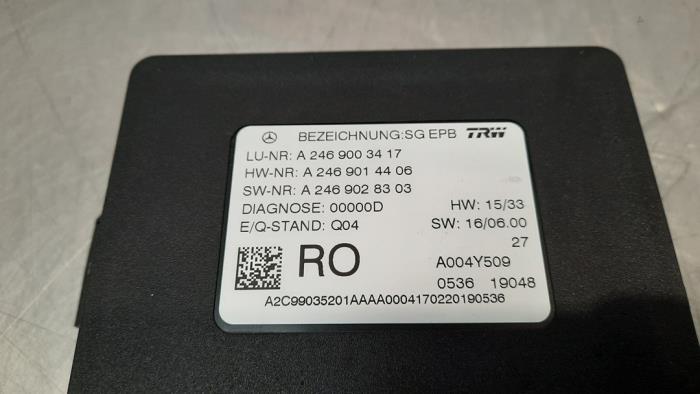 BEZEICHNUNG:SG EPB TRW
LU-NR: A 246 900 34 17
HW-NR: A 246 901 44 06
SW-NR: A 246 902 83 03
DIAGNOSE: 00000D HW: 15/33
E/Q-STAND: Q04 SW: 16/06.00
27
RO A004Y509
0536 19048
A2C99035201AAAA0004170220190536